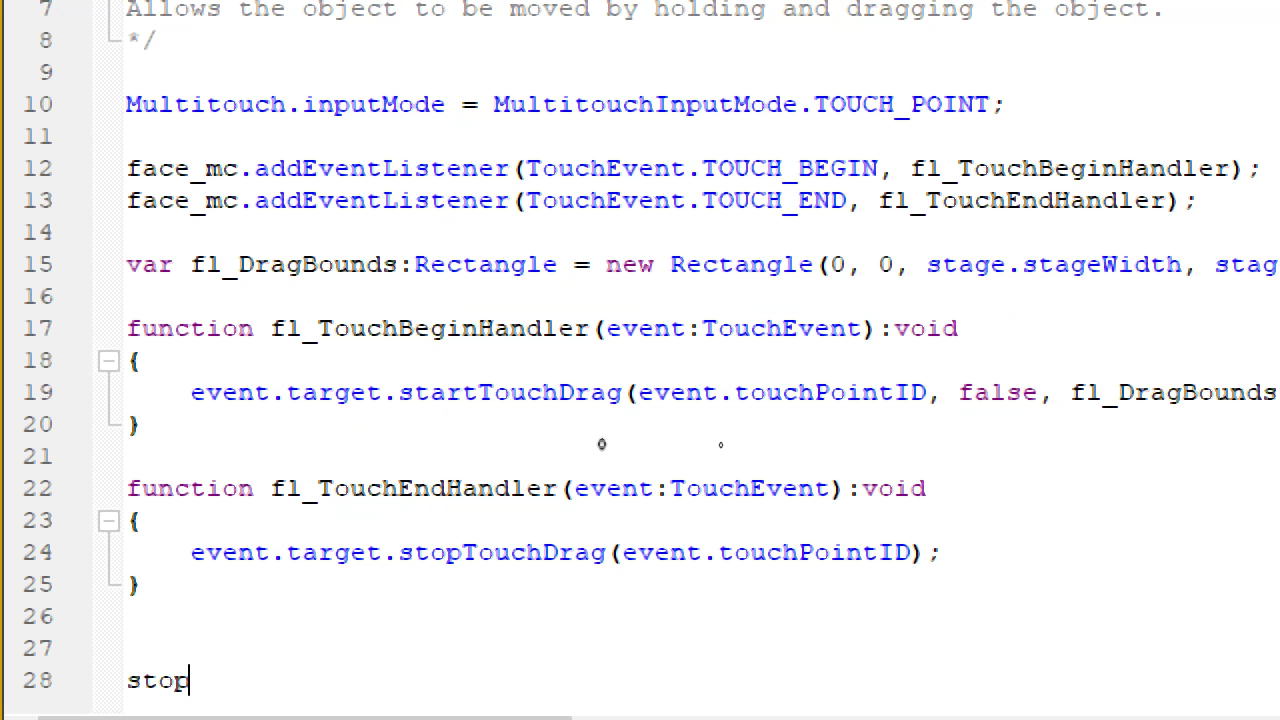 7 Allows the object to be moved by holding and dragging the object.
8 */
9
10 Multitouch.inputMode = MultitouchInputMode.TOUCH_POINT;
11
12 face_mc.addEventListener(TouchEvent.TOUCH_BEGIN, fl_TouchBeginHandler);
13 face_mc.addEventListener(TouchEvent.TOUCH_END, fl_TouchEndHandler);
14
15 var fl_DragBounds:Rectangle = new Rectangle(0, 0, stage.stageWidth, stag
16
17 function fl_TouchBeginHandler(event:TouchEvent):void
18 {
19 event.target.startTouchDrag(event.touchPointID, false, fl_DragBounds
20 }
21
22 function fl_TouchEndHandler(event:TouchEvent):void
23 {
24 event.target.stopTouchDrag(event.touchPointID);
25 }
26
27
28 stop